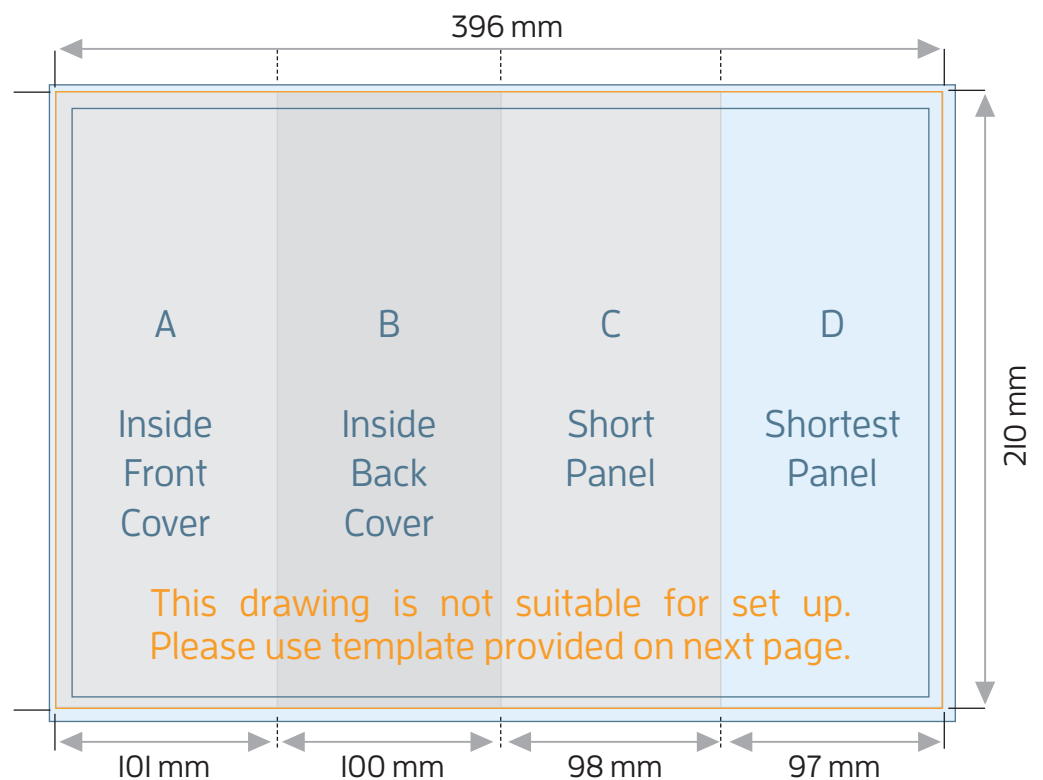 396 mm
A
B
C
D
Inside
Front
Cover
Inside
Back
Cover
Short
Panel
Shortest
Panel
210 mm
This drawing is not suitable for set up.
Please use template provided on next page.
101 mm
100 mm
98 mm
97 mm